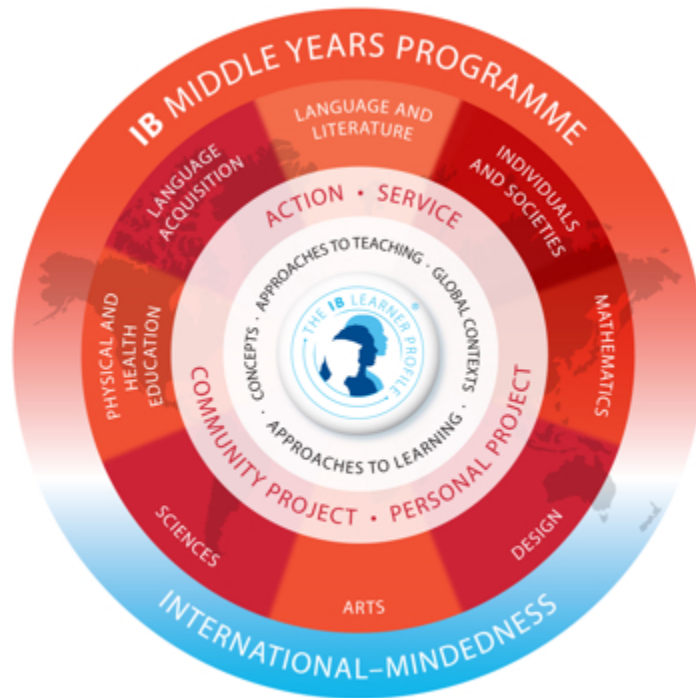 IB MIDDLE YEARS PROGRAMME
LANGUAGE AND
LITERATURE
INDIVIDUALS
AND SOCIETIES
MATHEMATICS
DESIGN
ARTS
SCIENCES
PHYSICAL AND
HEALTH
EDUCATION
LANGUAGE
ACQUISITION
ACTION • SERVICE
PERSONAL PROJECT •
COMMUNITY PROJECT
APPROACHES TO TEACHING ·
GLOBAL CONTEXTS
APPROACHES TO LEARNING ·
· CONCEPTS ·
THE IB LEARNER PROFILE ®
INTERNATIONAL–MINDEDNESS